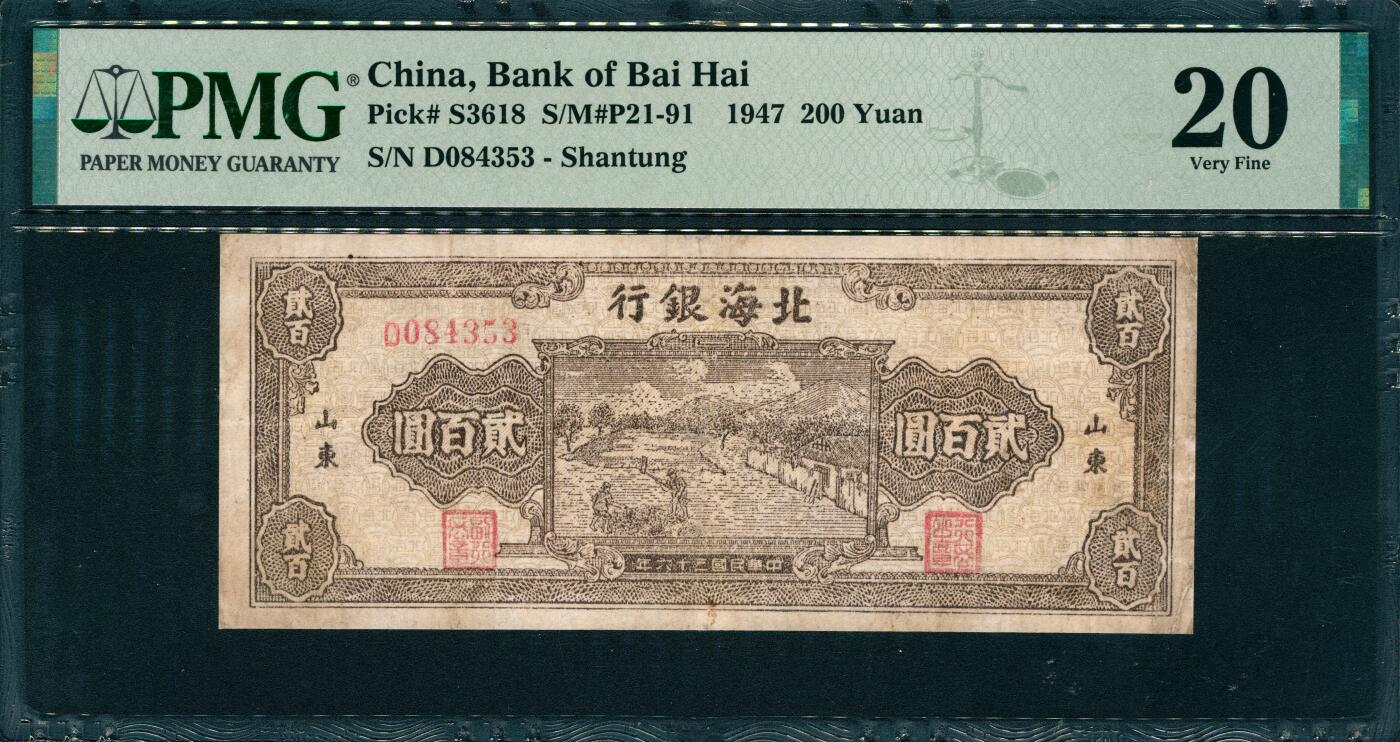 PMG®
PAPER MONEY GUARANTY
China, Bank of Bai Hai
Pick# S3618 S/M#P21-91 1947 200 Yuan
S/N D084353 - Shantung
20
Very Fine
行銀海北
D084353
貳百
貳百
圓百貳
圓百貳
山東
山東
貳百
貳百
年六十三國民華中